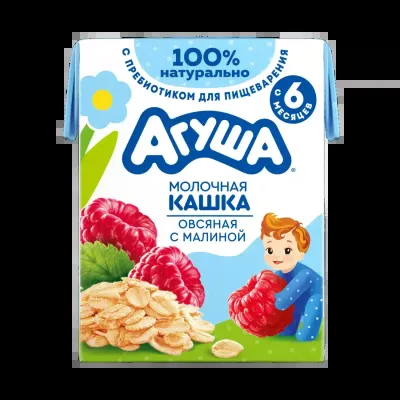 100%
натурально
с пребиотиком для пищеварения
с 6 месяцев
АГУША®
МОЛОЧНАЯ
КАШКА
ОВСЯНАЯ
С МАЛИНОЙ